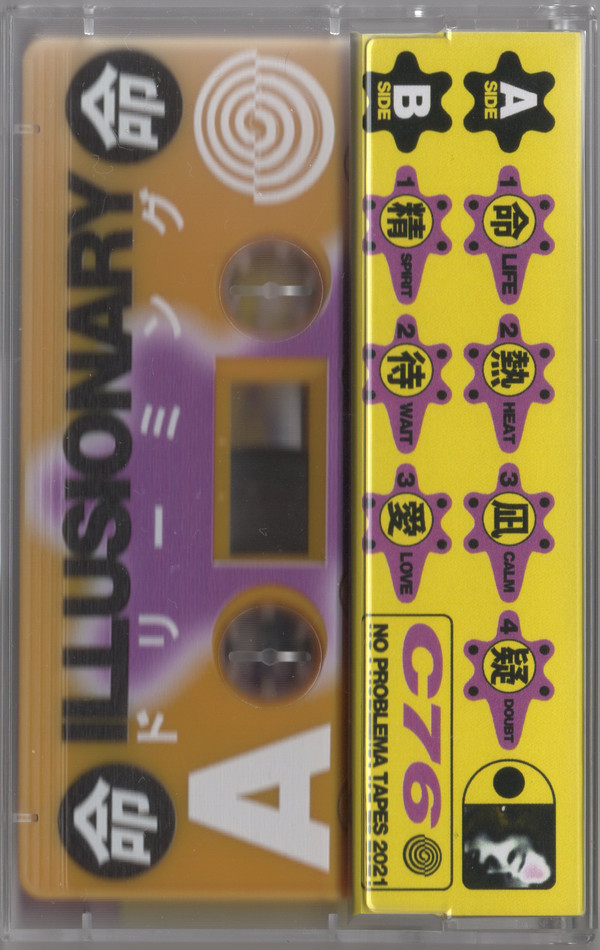 命 ILLUSIONARY 命
ドリーミング
A
A SIDE
1 命 LIFE
2 熱 HEAT
3 凪 CALM
4 疑 DOUBT
B SIDE
1 精 SPIRIT
2 待 WAIT
3 愛 LOVE
C76
NO PROBLEMA TAPES 2021